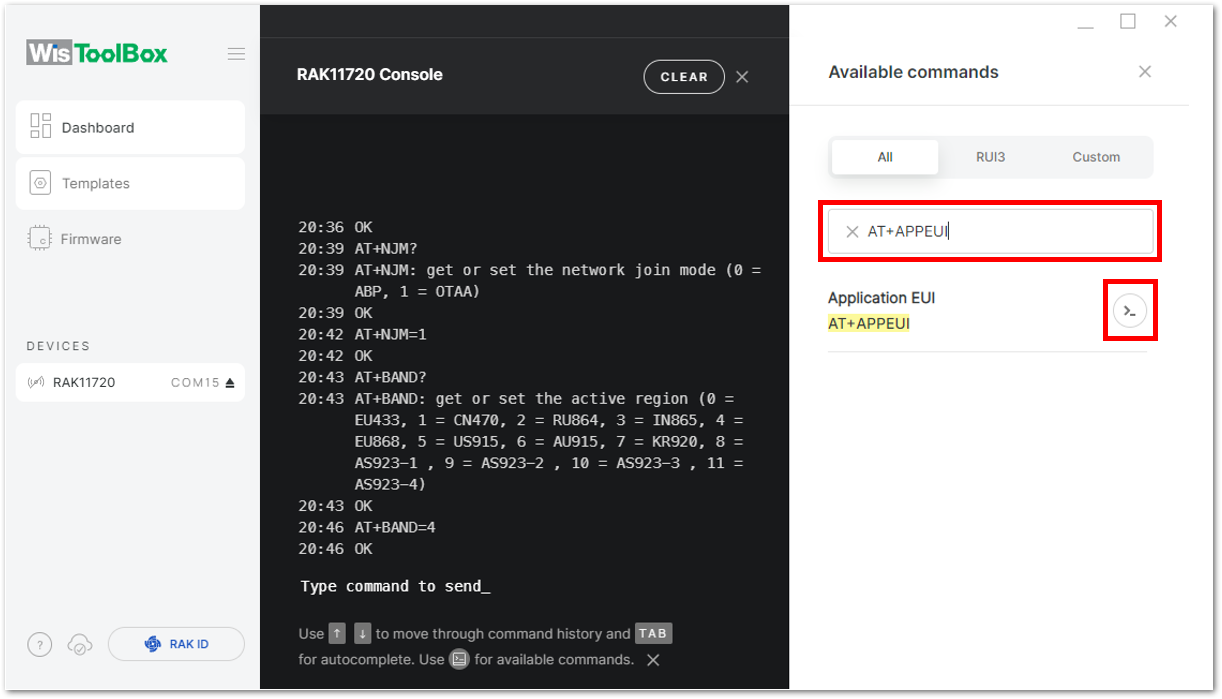 WisToolBox
Dashboard
Templates
Firmware
DEVICES
RAK11720 COM15
?
RAK ID
RAK11720 Console
CLEAR
20:36 OK
20:39 AT+NJM?
20:39 AT+NJM: get or set the network join mode (0 =
ABP, 1 = OTAA)
20:39 OK
20:42 AT+NJM=1
20:42 OK
20:43 AT+BAND?
20:43 AT+BAND: get or set the active region (0 =
EU433, 1 = CN470, 2 = RU864, 3 = IN865, 4 =
EU868, 5 = US915, 6 = AU915, 7 = KR920, 8 =
AS923-1 , 9 = AS923-2 , 10 = AS923-3 , 11 =
AS923-4)
20:43 OK
20:46 AT+BAND=4
20:46 OK
Type command to send_
Use ↑ ↓ to move through command history and TAB
for autocomplete. Use for available commands.
Available commands
All RUI3 Custom
AT+APPEUI
Application EUI
AT+APPEUI